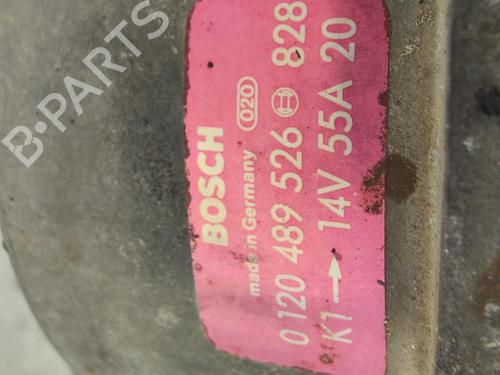 B-PARTS
BOSCH
made in Germany 020
0 120 489 526 828
K1 → 14V 55A 20